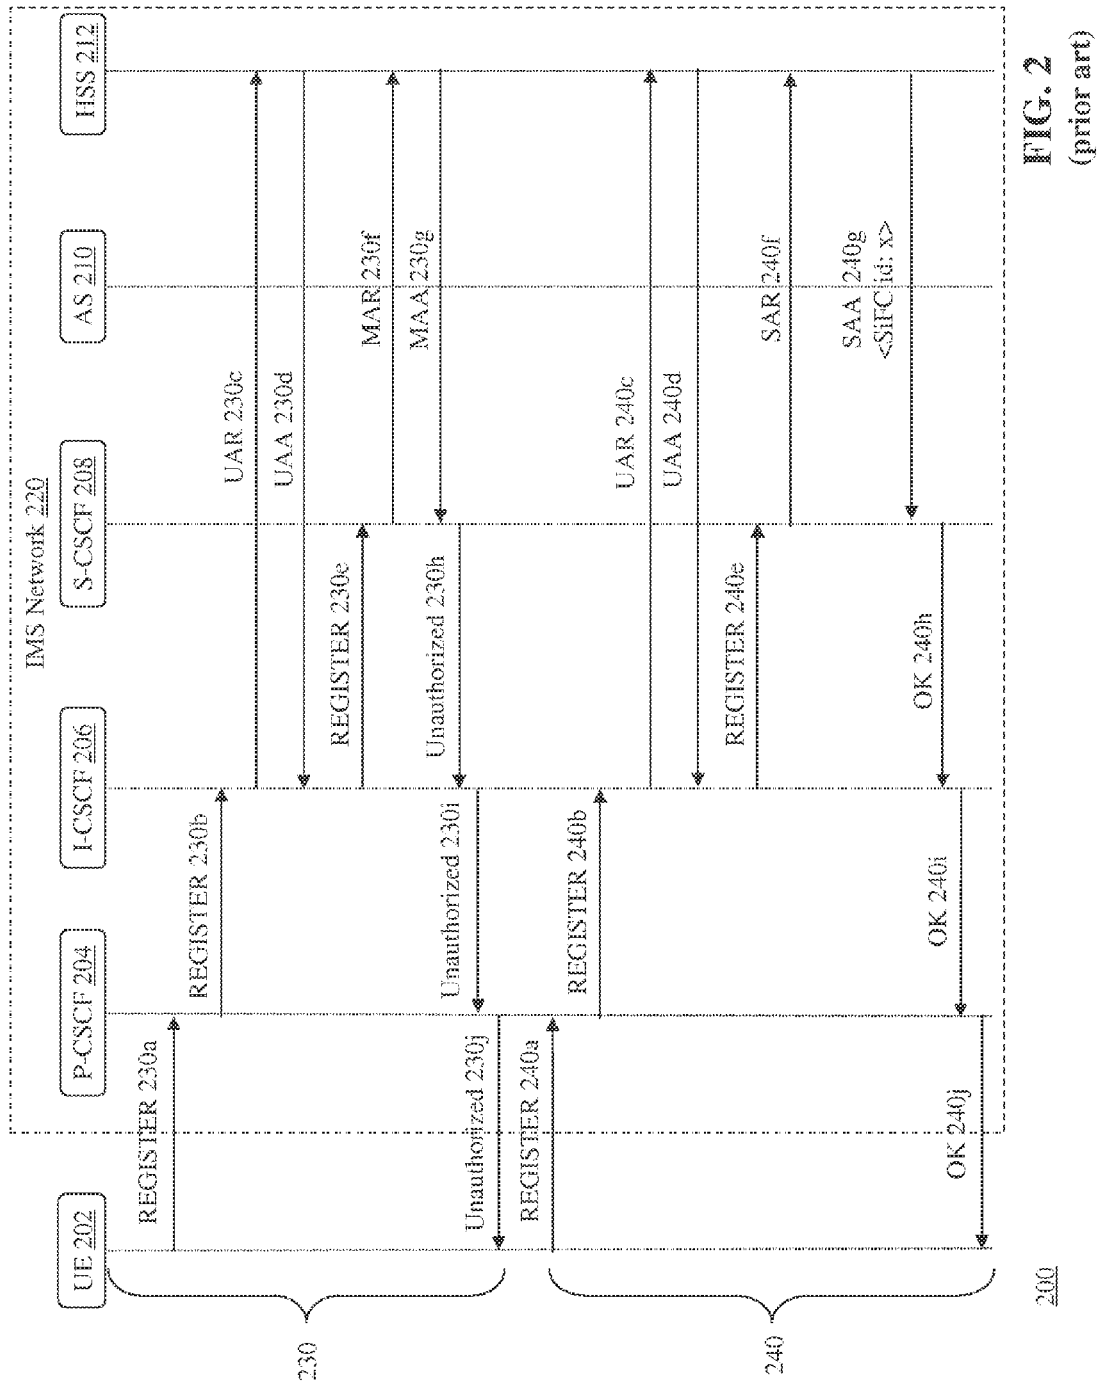 IMS Network 220
UE 202
P-CSCF 204
I-CSCF 206
S-CSCF 208
AS 210
HSS 212
230
REGISTER 230a
REGISTER 230b
UAR 230c
UAA 230d
REGISTER 230e
MAR 230f
MAA 230g
Unauthorized 230h
Unauthorized 230i
Unauthorized 230j
240
REGISTER 240a
REGISTER 240b
UAR 240c
UAA 240d
REGISTER 240e
SAR 240f
SAA 240g
<SiFC id: x>
OK 240h
OK 240i
OK 240j
200
FIG. 2
(prior art)